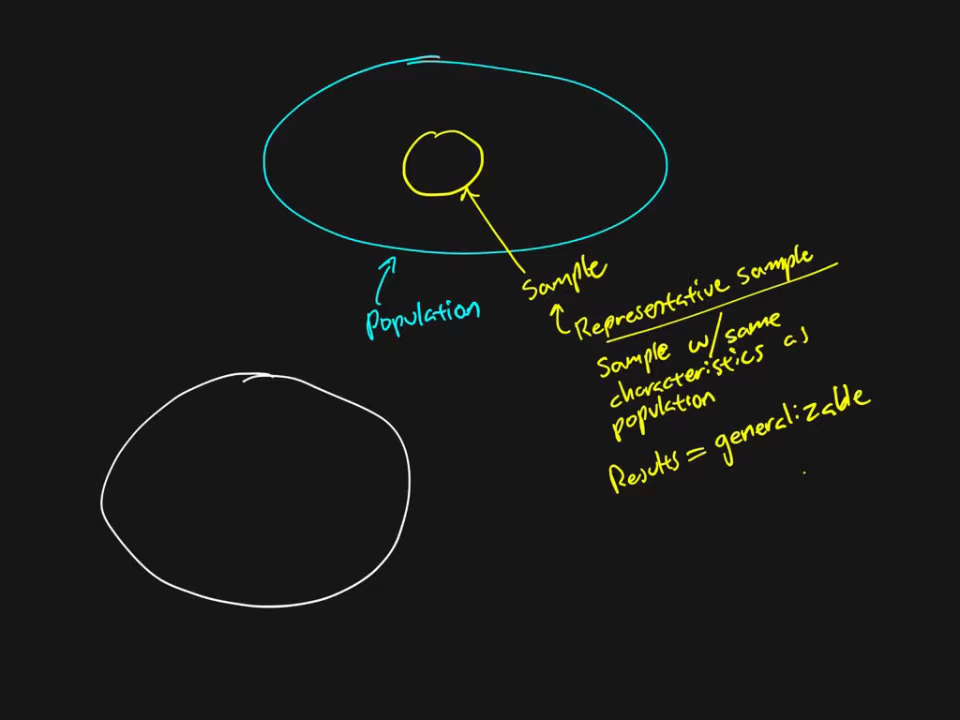 Population
Sample
Representative Sample
Sample w/ same
characteristics as
population
Results = generalizable